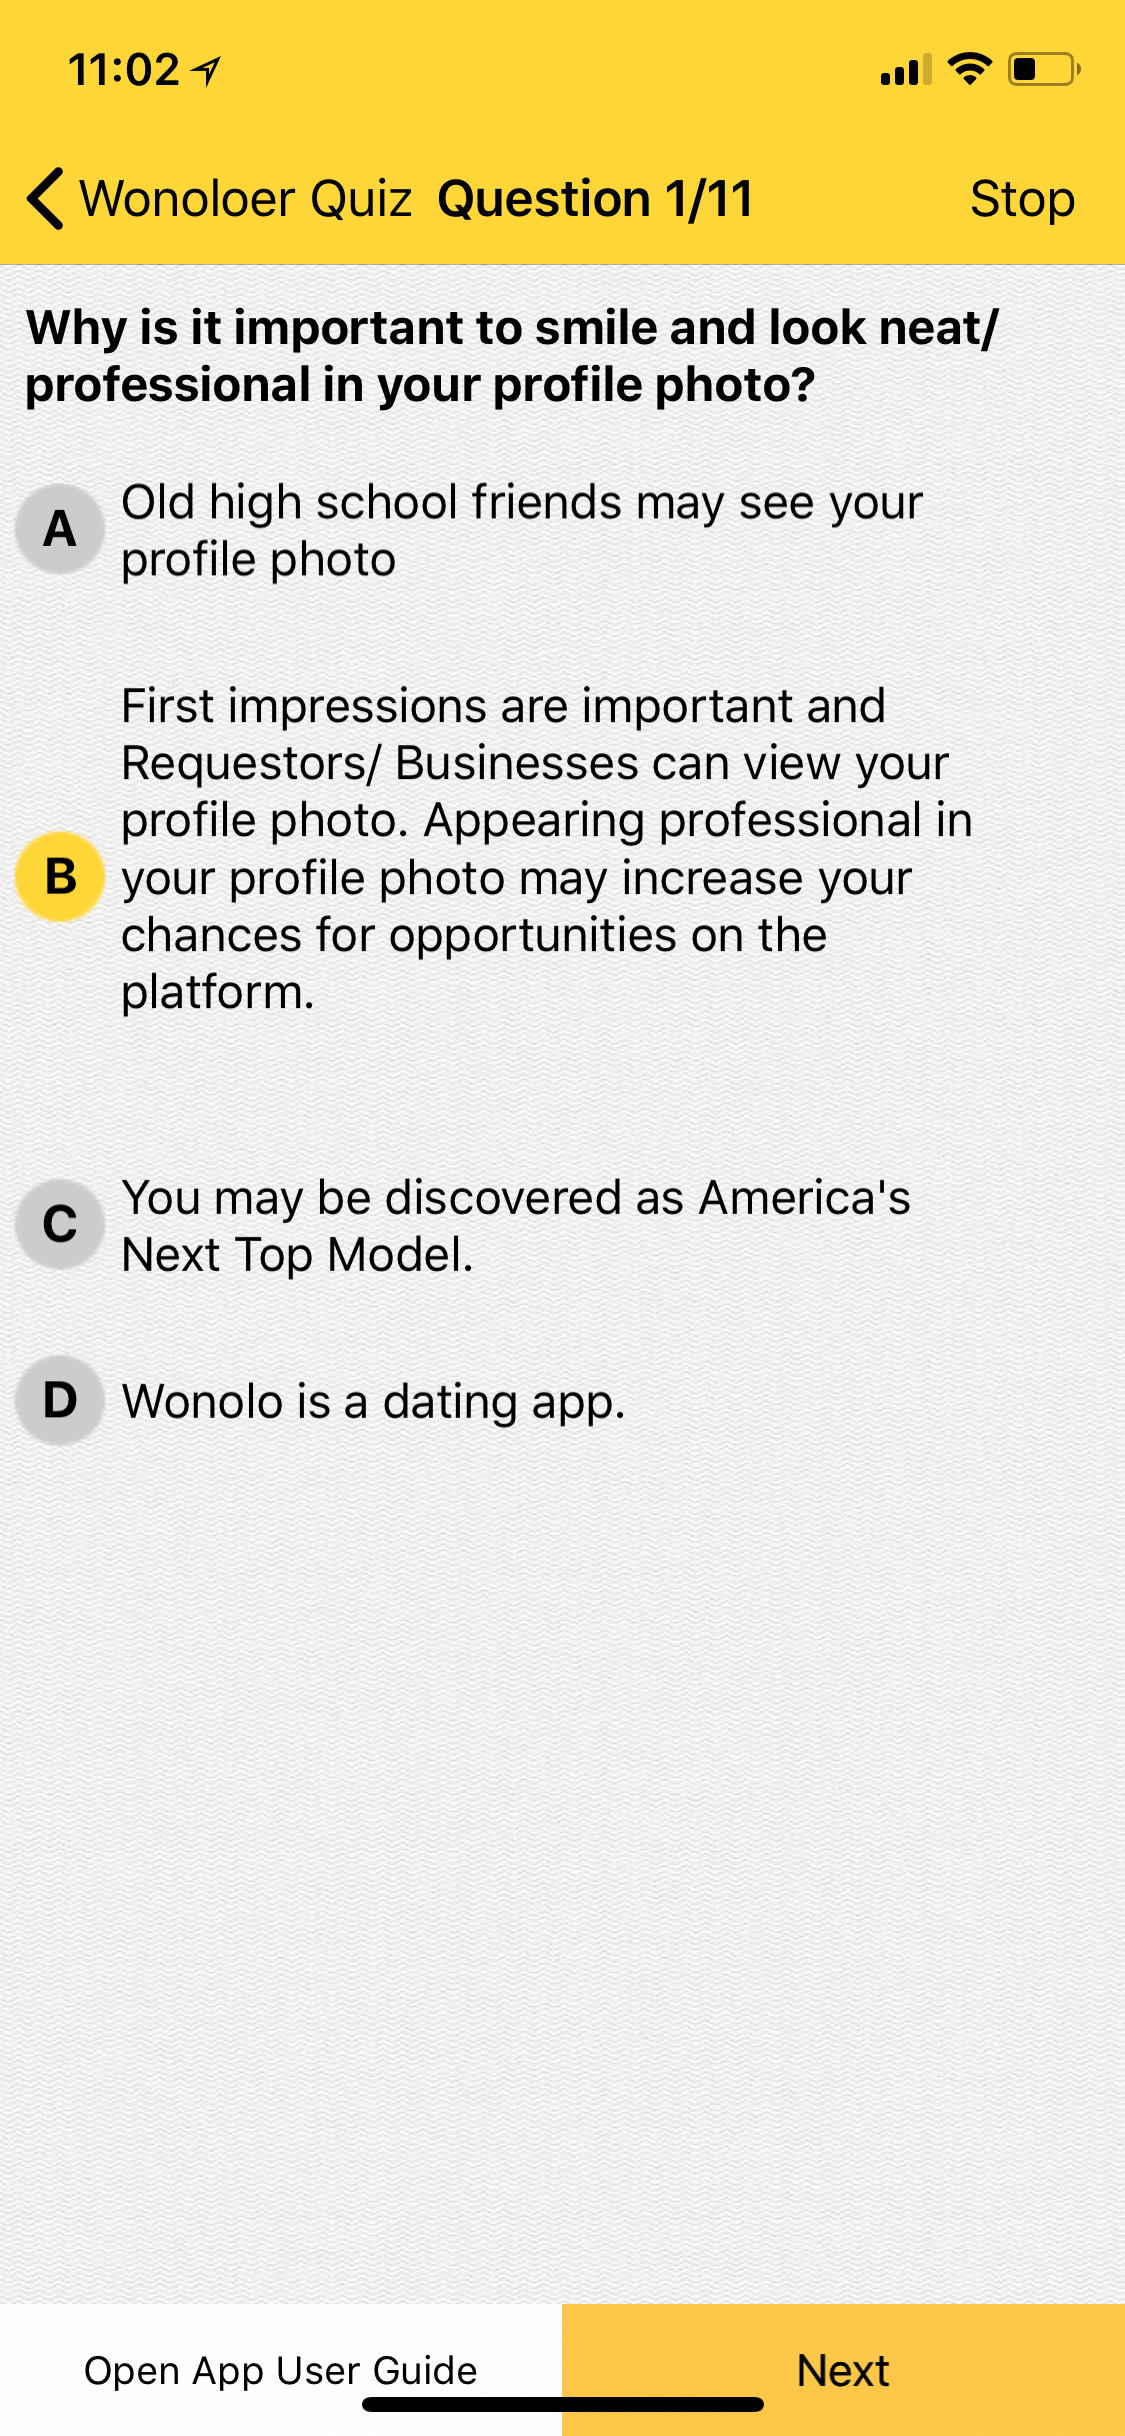 11:02
Wonoloer Quiz Question 1/11 Stop
Why is it important to smile and look neat/
professional in your profile photo?
A
Old high school friends may see your
profile photo
B
First impressions are important and
Requestors/ Businesses can view your
profile photo. Appearing professional in
your profile photo may increase your
chances for opportunities on the
platform.
C
You may be discovered as America's
Next Top Model.
D
Wonolo is a dating app.
Open App User Guide
Next